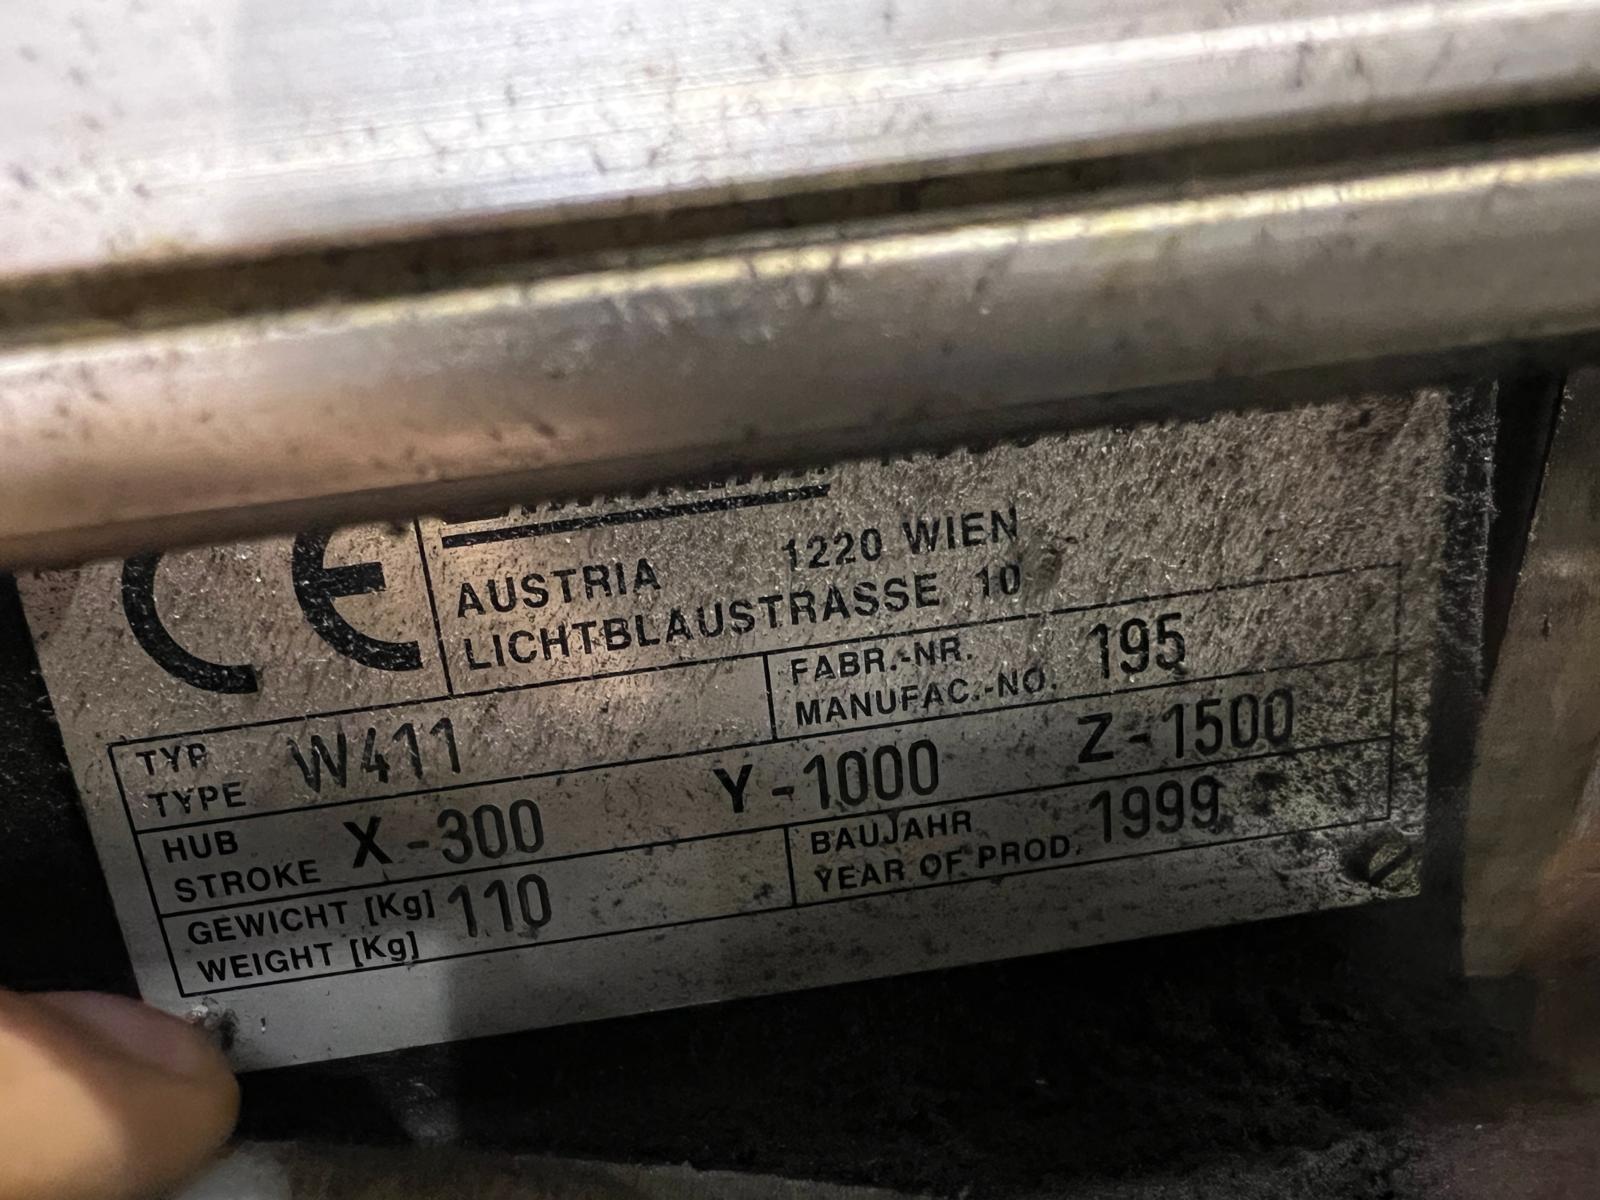 CE
AUSTRIA 1220 WIEN
LICHTBLAUSTRASSE 10
FABR.-NR.
MANUFAC.-NO. 195
TYP
TYPE W411
HUB
STROKE X-300 Y-1000 Z-1500
GEWICHT [Kg]
WEIGHT [Kg] 110
BAUJAHR
YEAR OF PROD. 1999